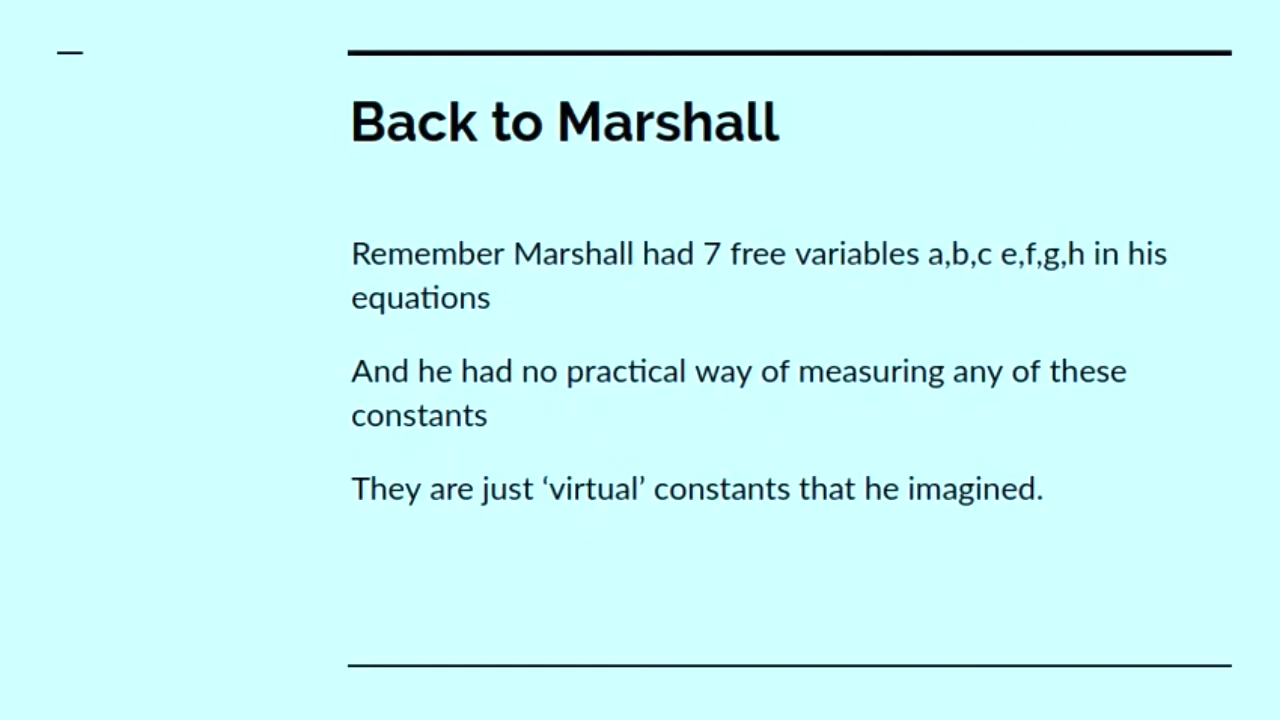 Back to Marshall
Remember Marshall had 7 free variables a,b,c e,f,g,h in his
equations
And he had no practical way of measuring any of these
constants
They are just ‘virtual’ constants that he imagined.